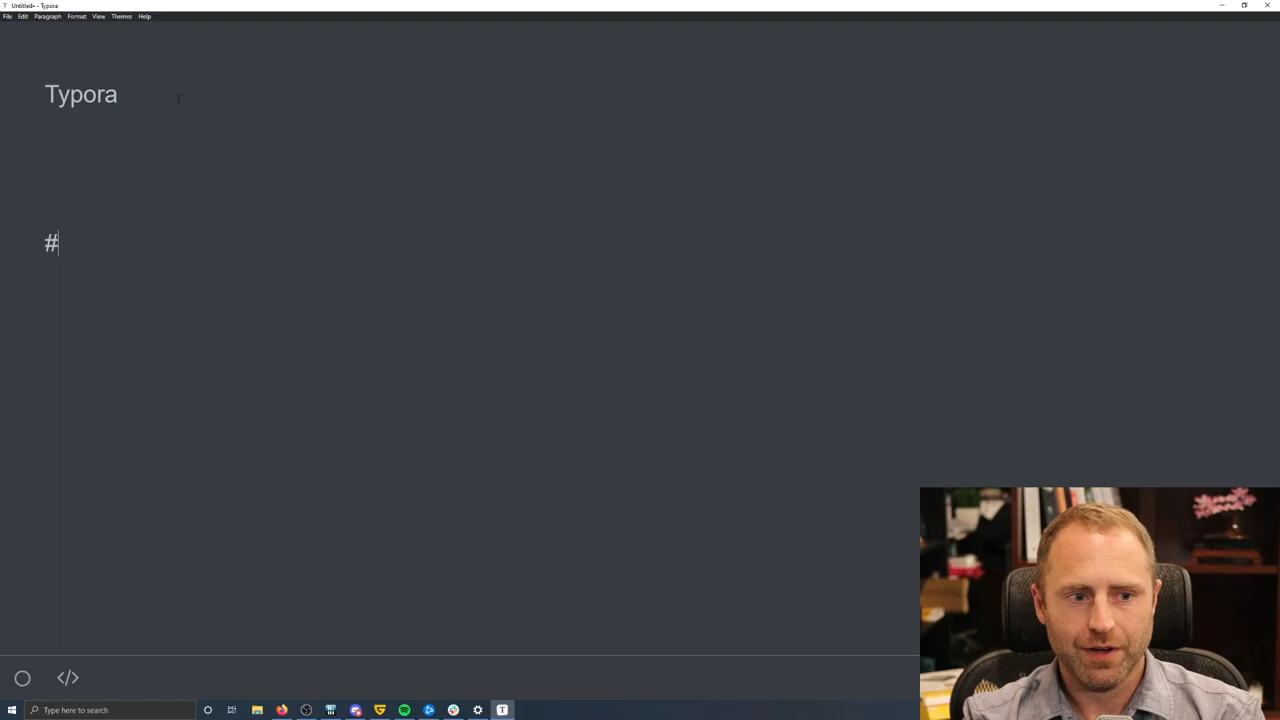 T Untitled• - Typora
File Edit Paragraph Format View Themes Help
Typora
#
</>
Type here to search
T